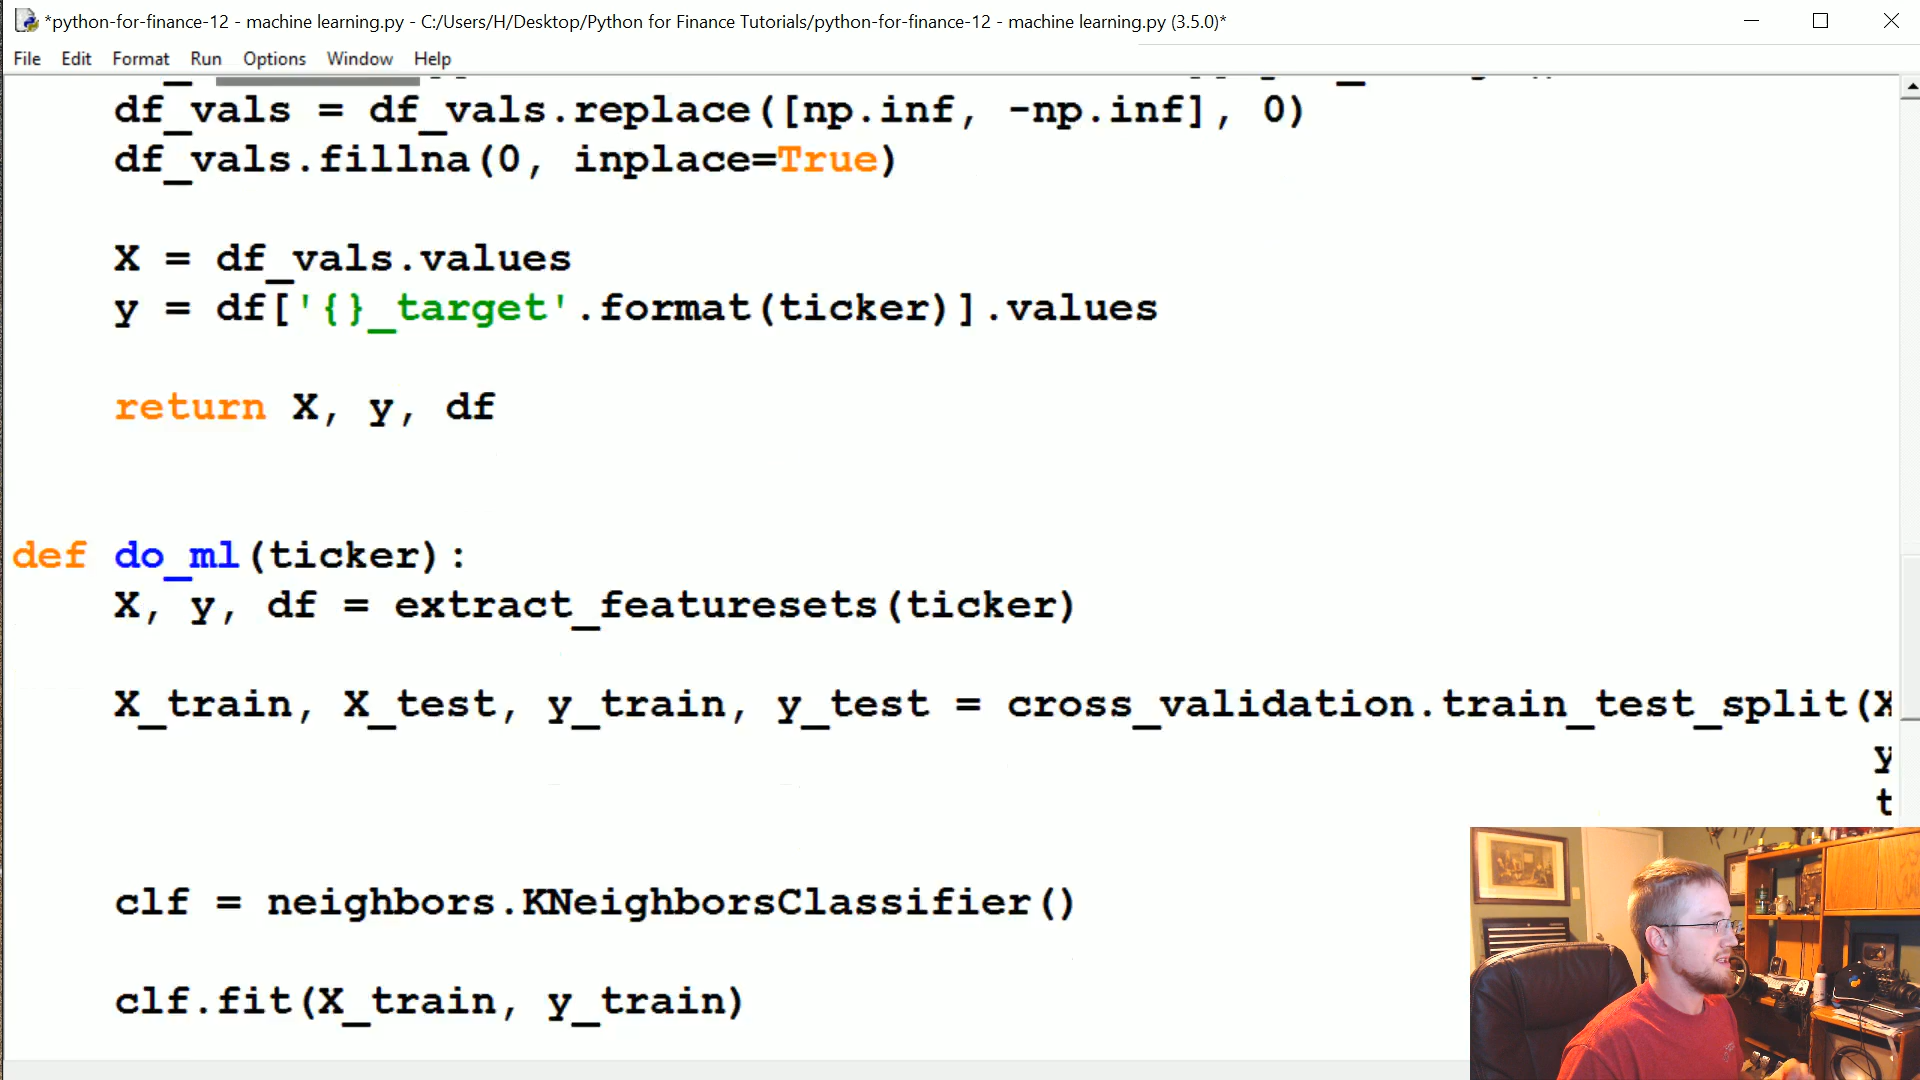 *python-for-finance-12 - machine learning.py - C:/Users/H/Desktop/Python for Finance Tutorials/python-for-finance-12 - machine learning.py (3.5.0)*
File Edit Format Run Options Window Help
df_vals = df_vals.replace([np.inf, -np.inf], 0)
df_vals.fillna(0, inplace=True)
X = df_vals.values
y = df['{}_target'.format(ticker)].values
return X, y, df
def do_ml(ticker):
X, y, df = extract_featuresets(ticker)
X_train, X_test, y_train, y_test = cross_validation.train_test_split(X
y
t
clf = neighbors.KNeighborsClassifier()
clf.fit(X_train, y_train)